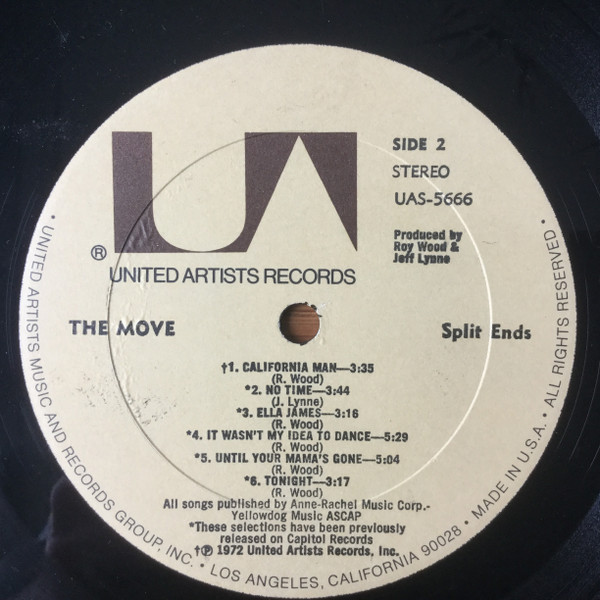 UA
SIDE 2
STEREO
UAS-5666
Produced by
Roy Wood &
Jeff Lynne
®
UNITED ARTISTS RECORDS
THE MOVE
Split Ends
†1. CALIFORNIA MAN—3:35
(R. Wood)
*2. NO TIME—3:44
(J. Lynne)
*3. ELLA JAMES—3:16
(R. Wood)
*4. IT WASN'T MY IDEA TO DANCE—5:29
(R. Wood)
*5. UNTIL YOUR MAMA'S GONE—5:04
(R. Wood)
*6. TONIGHT—3:17
(R. Wood)
All songs published by Anne-Rachel Music Corp.-
Yellowdog Music ASCAP
*These selections have been previously
released on Capitol Records
†℗ 1972 United Artists Records, Inc.
• UNITED ARTISTS MUSIC AND RECORDS GROUP, INC. • LOS ANGELES, CALIFORNIA 90028 • MADE IN U.S.A. • ALL RIGHTS RESERVED •